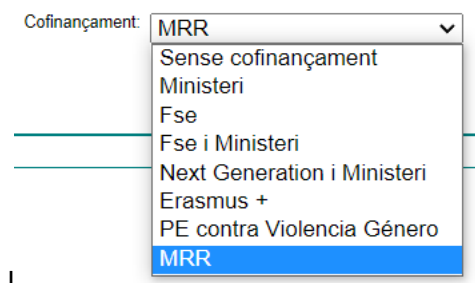 Cofinançament: MRR
Sense cofinançament
Ministeri
Fse
Fse i Ministeri
Next Generation i Ministeri
Erasmus +
PE contra Violencia Género
MRR